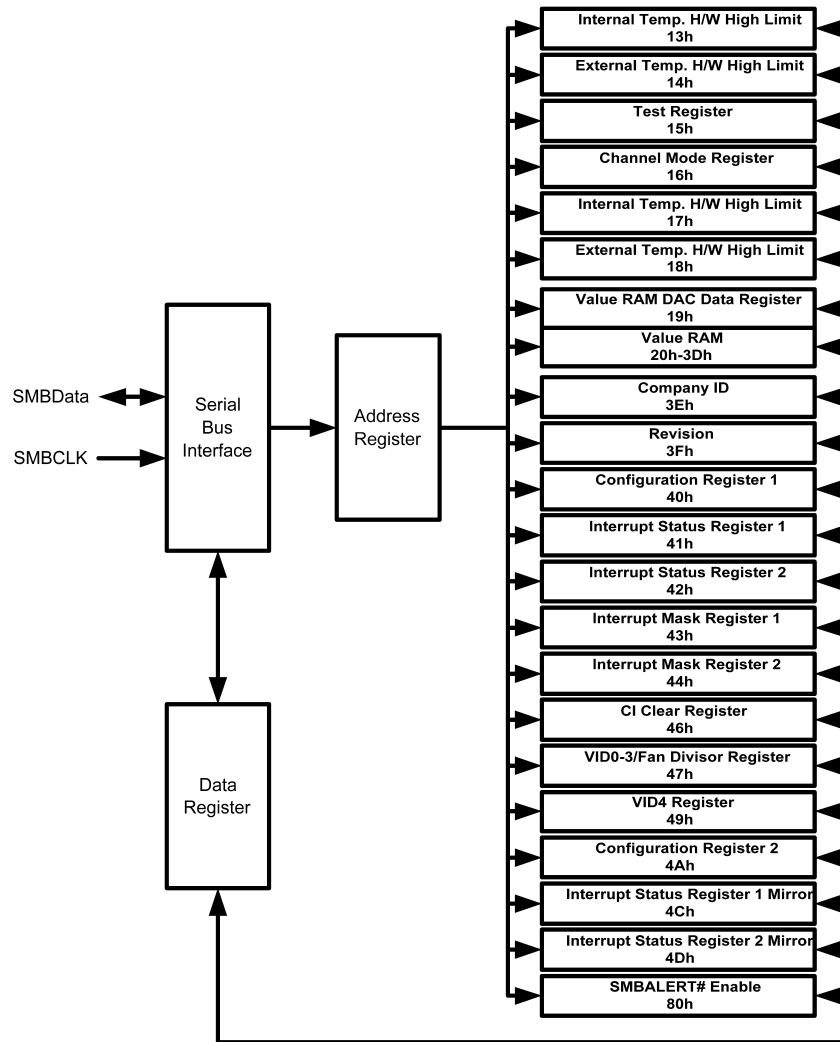 Internal Temp. H/W High Limit
13h
External Temp. H/W High Limit
14h
Test Register
15h
Channel Mode Register
16h
Internal Temp. H/W High Limit
17h
External Temp. H/W High Limit
18h
Value RAM DAC Data Register
19h
Value RAM
20h-3Dh
Company ID
3Eh
Revision
3Fh
Configuration Register 1
40h
Interrupt Status Register 1
41h
Interrupt Status Register 2
42h
Interrupt Mask Register 1
43h
Interrupt Mask Register 2
44h
CI Clear Register
46h
VID0-3/Fan Divisor Register
47h
VID4 Register
49h
Configuration Register 2
4Ah
Interrupt Status Register 1 Mirror
4Ch
Interrupt Status Register 2 Mirror
4Dh
SMBALERT# Enable
80h
SMBData
SMBCLK
Serial
Bus
Interface
Address
Register
Data
Register